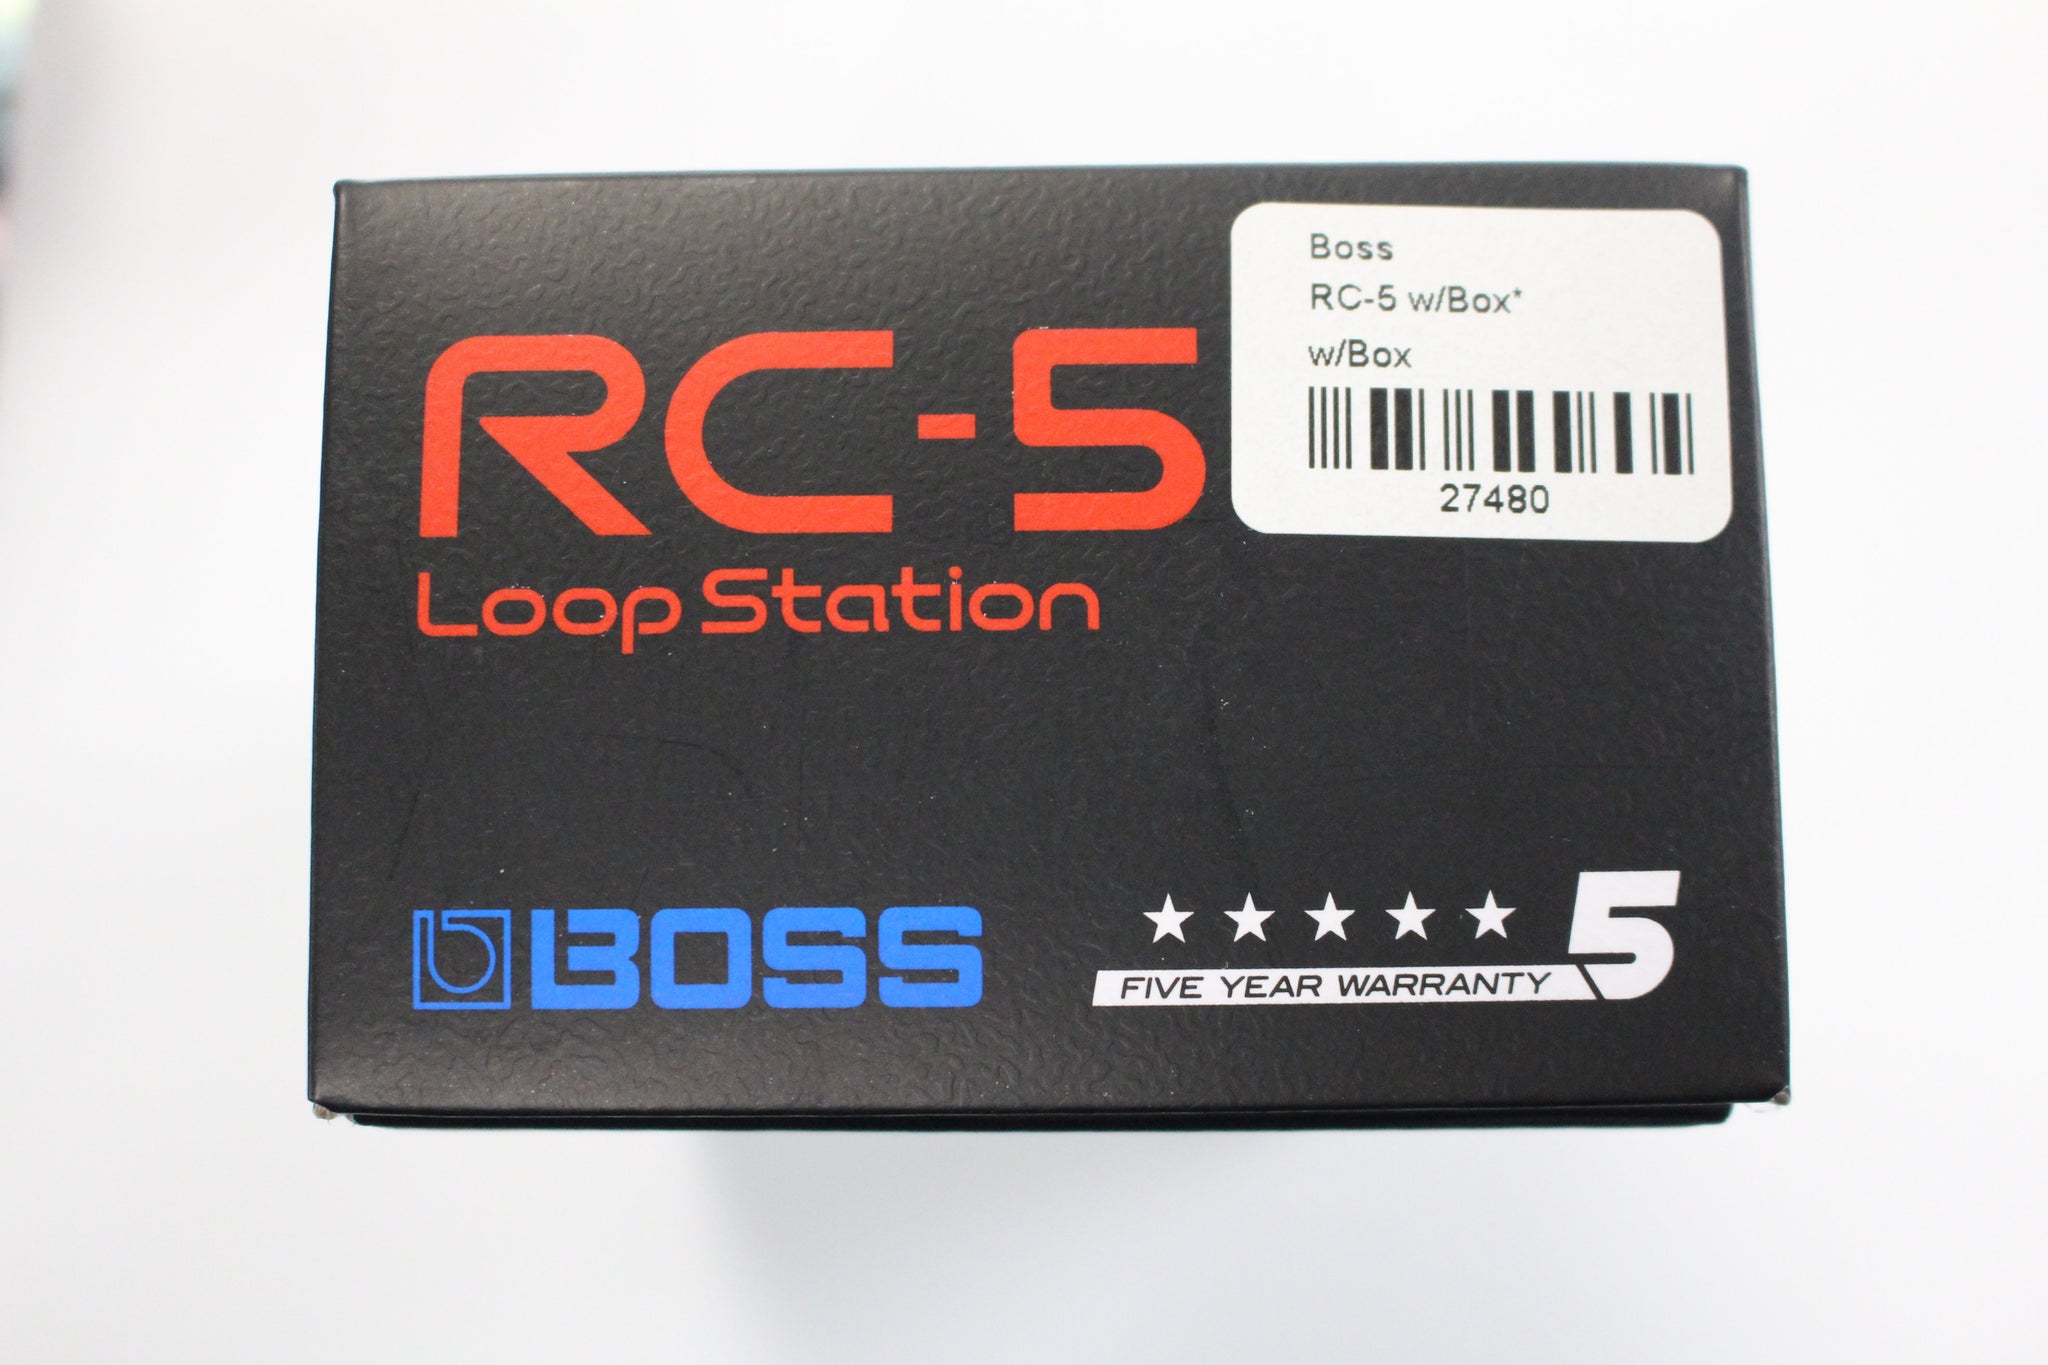 RC-5
Loop Station
Boss
RC-5 w/Box*
w/Box
27480
BOSS
FIVE YEAR WARRANTY 5